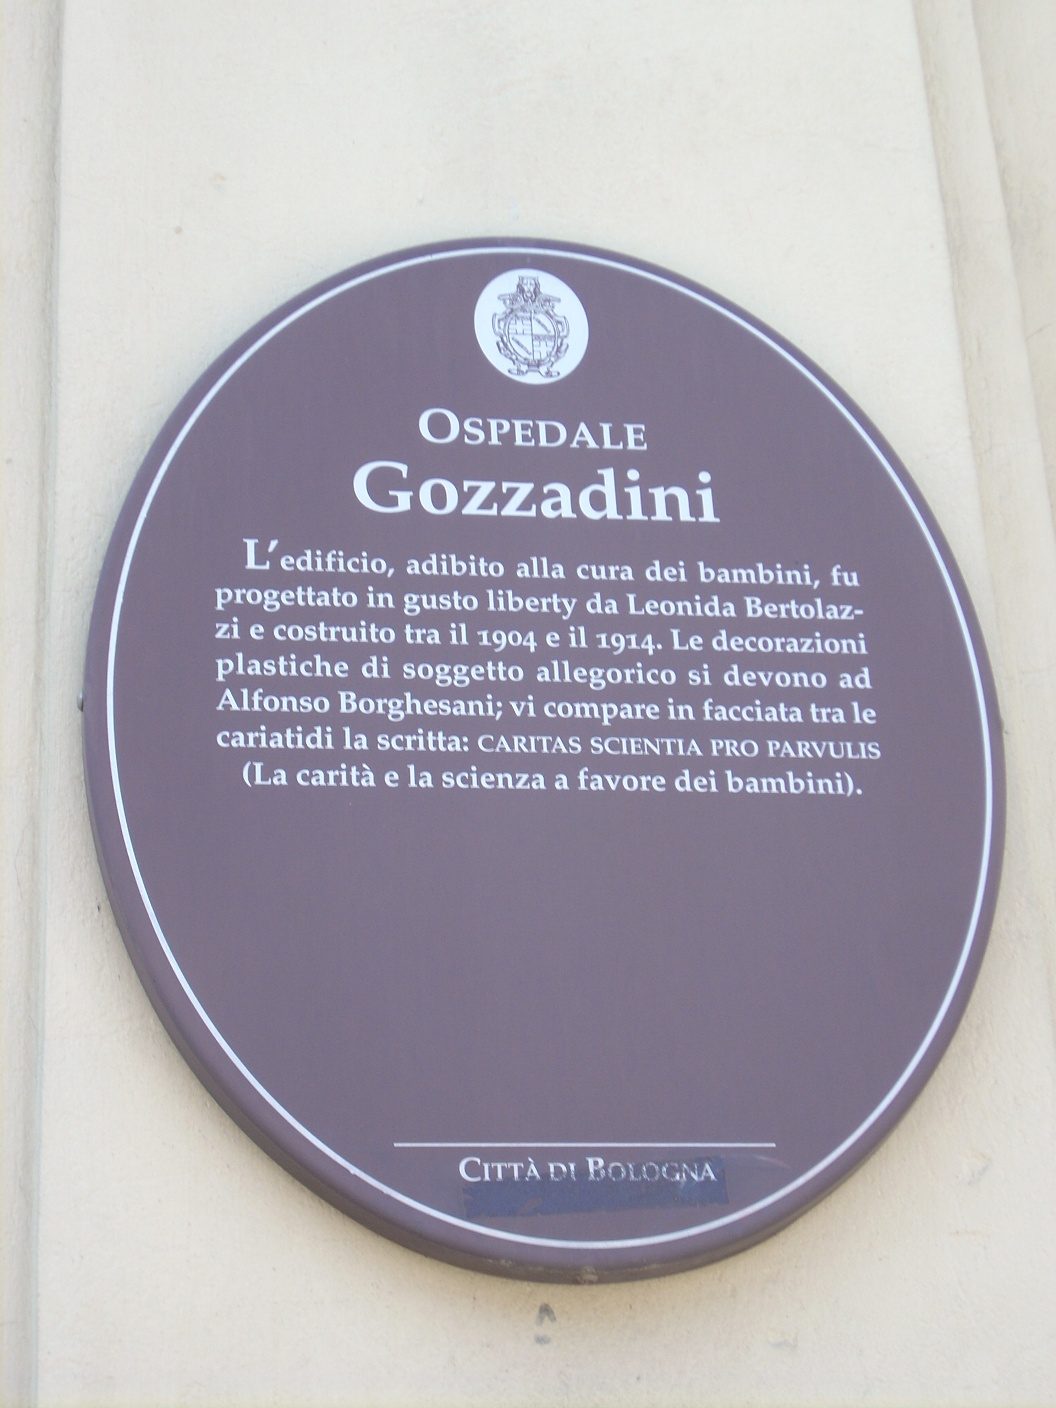 OSPEDALE
Gozzadini
L'edificio, adibito alla cura dei bambini, fu
progettato in gusto liberty da Leonida Bertolaz-
zi e costruito tra il 1904 e il 1914. Le decorazioni
plastiche di soggetto allegorico si devono ad
Alfonso Borghesani; vi compare in facciata tra le
cariatidi la scritta: CARITAS SCIENTIA PRO PARVULIS
(La carità e la scienza a favore dei bambini).
CITTÀ DI BOLOGNA